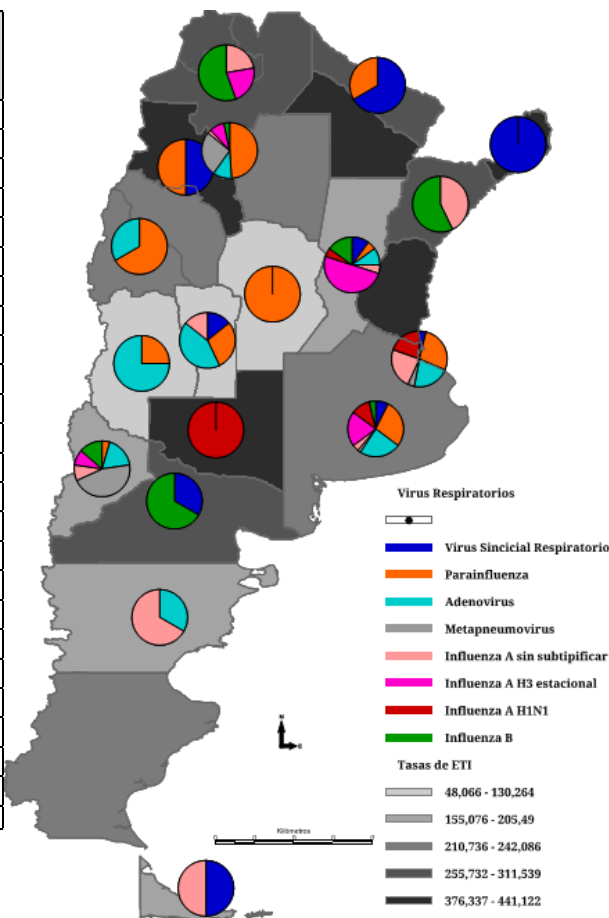 Virus Respiratorios
Virus Sincicial Respiratorio
Parainfluenza
Adenovirus
Metapneumovirus
Influenza A sin subtipificar
Influenza A H3 estacional
Influenza A H1N1
Influenza B
N
E
Tasas de ETI
48,066 - 130,264
155,076 - 205,49
210,736 - 242,086
Kilómetros
255,732 - 311,539
376,337 - 441,122